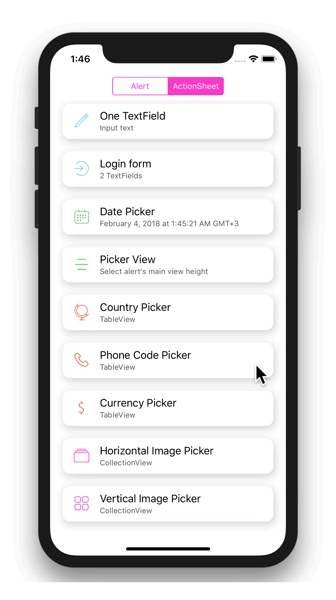 1:46
Alert
ActionSheet
One TextField
Input text
Login form
2 TextFields
Date Picker
February 4, 2018 at 1:45:21 AM GMT+3
Picker View
Select alert's main view height
Country Picker
TableView
Phone Code Picker
TableView
Currency Picker
TableView
Horizontal Image Picker
CollectionView
Vertical Image Picker
CollectionView